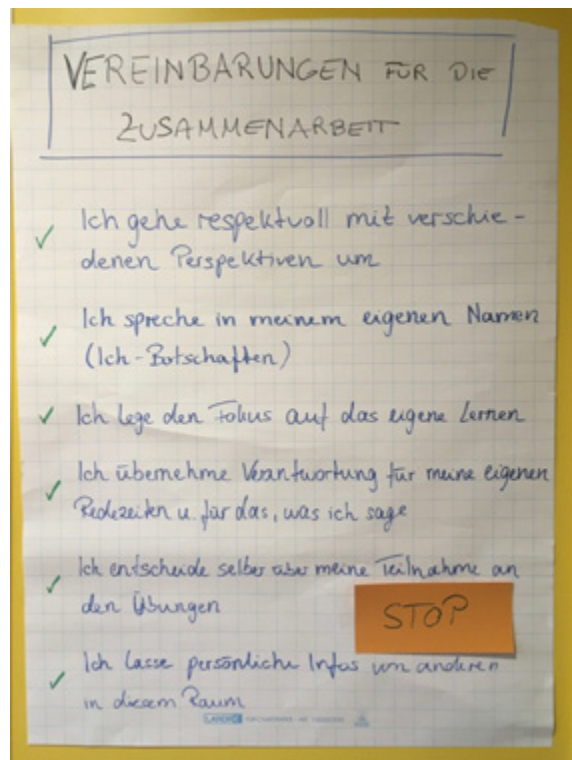 VEREINBARUNGEN FÜR DIE
ZUSAMMENARBEIT
Ich gehe respektvoll mit verschie-
denen Perspektiven um
Ich spreche in meinem eigenen Namen
(Ich-Botschaften)
Ich lege den Fokus auf das eigene Lernen
Ich übernehme Verantwortung für meine eigenen
Redezeiten u. für das, was ich sage
Ich entscheide selber über meine Teilnahme an
den Übungen
STOP
Ich lasse persönliche Infos von anderen
in diesem Raum